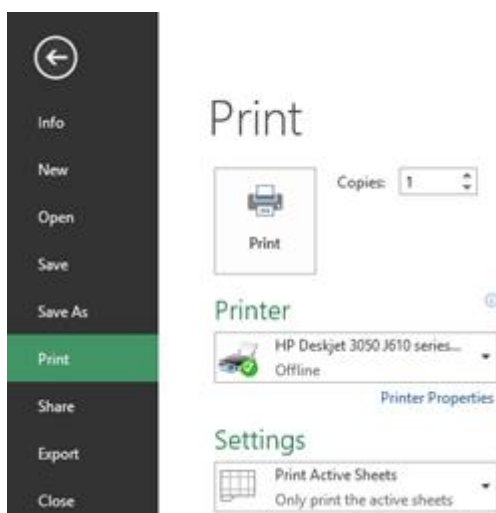 Info
New
Open
Save
Save As
Print
Share
Export
Close
Print
Copies: 1
Print
Printer
HP Deskjet 3050 J610 series...
Offline
Printer Properties
Settings
Print Active Sheets
Only print the active sheets